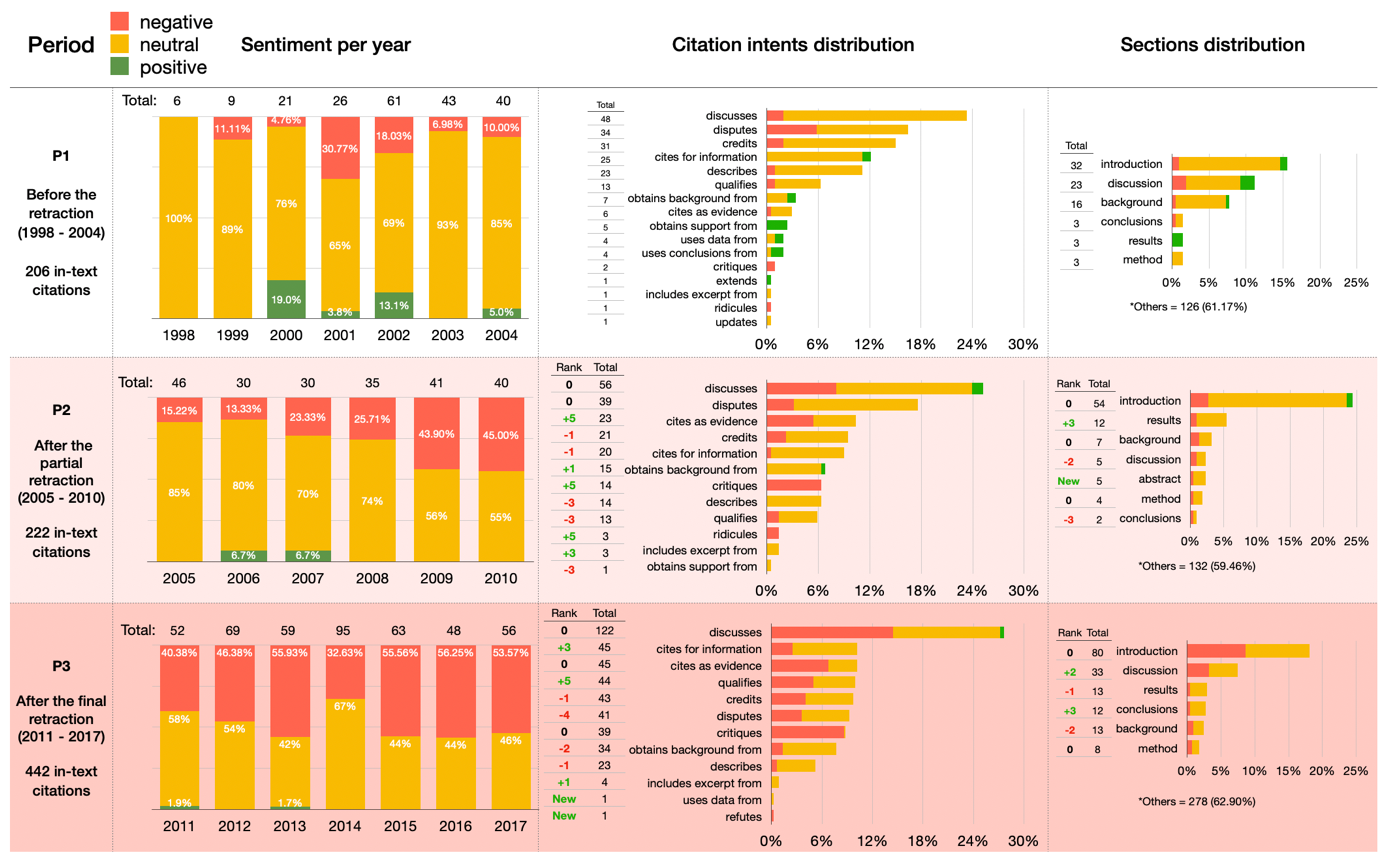 Period
negative
neutral
positive
Sentiment per year
Citation intents distribution
Sections distribution
P1
Before the
retraction
(1998 - 2004)
206 in-text
citations
Total: 6 9 21 26 61 43 40
11.11% 4.76% 30.77% 18.03% 6.98% 10.00%
100% 89% 76% 65% 69% 93% 85%
19.0% 3.8% 13.1% 5.0%
1998 1999 2000 2001 2002 2003 2004
Total
48 discusses
34 disputes
31 credits
25 cites for information
23 describes
13 qualifies
7 obtains background from
6 cites as evidence
5 obtains support from
4 uses data from
4 uses conclusions from
2 critiques
1 extends
1 includes excerpt from
1 ridicules
1 updates
0% 6% 12% 18% 24% 30%
Total
32 introduction
23 discussion
16 background
3 conclusions
3 results
3 method
0% 5% 10% 15% 20% 25%
*Others = 126 (61.17%)
P2
After the
partial
retraction
(2005 - 2010)
222 in-text
citations
Total: 46 30 30 35 41 40
15.22% 13.33% 23.33% 25.71% 43.90% 45.00%
85% 80% 70% 74% 56% 55%
6.7% 6.7%
2005 2006 2007 2008 2009 2010
Rank Total
0 56 discusses
0 39 disputes
+5 23 cites as evidence
-1 21 credits
-1 20 cites for information
+1 15 obtains background from
+5 14 critiques
-3 14 describes
-3 13 qualifies
+5 3 ridicules
+3 3 includes excerpt from
-3 1 obtains support from
0% 6% 12% 18% 24% 30%
Rank Total
0 54 introduction
+3 12 results
0 7 background
-2 5 discussion
New 5 abstract
0 4 method
-3 2 conclusions
0% 5% 10% 15% 20% 25%
*Others = 132 (59.46%)
P3
After the final
retraction
(2011 - 2017)
442 in-text
citations
Total: 52 69 59 95 63 48 56
40.38% 46.38% 55.93% 32.63% 55.56% 56.25% 53.57%
58% 54% 42% 67% 44% 44% 46%
1.9% 1.7%
2011 2012 2013 2014 2015 2016 2017
Rank Total
0 122 discusses
+3 45 cites for information
0 45 cites as evidence
+5 44 qualifies
-1 43 credits
-4 41 disputes
0 39 critiques
-2 34 obtains background from
-1 23 describes
+1 4 includes excerpt from
New 1 uses data from
New 1 refutes
0% 6% 12% 18% 24% 30%
Rank Total
0 80 introduction
+2 33 discussion
-1 13 results
+3 12 conclusions
-2 13 background
0 8 method
0% 5% 10% 15% 20% 25%
*Others = 278 (62.90%)